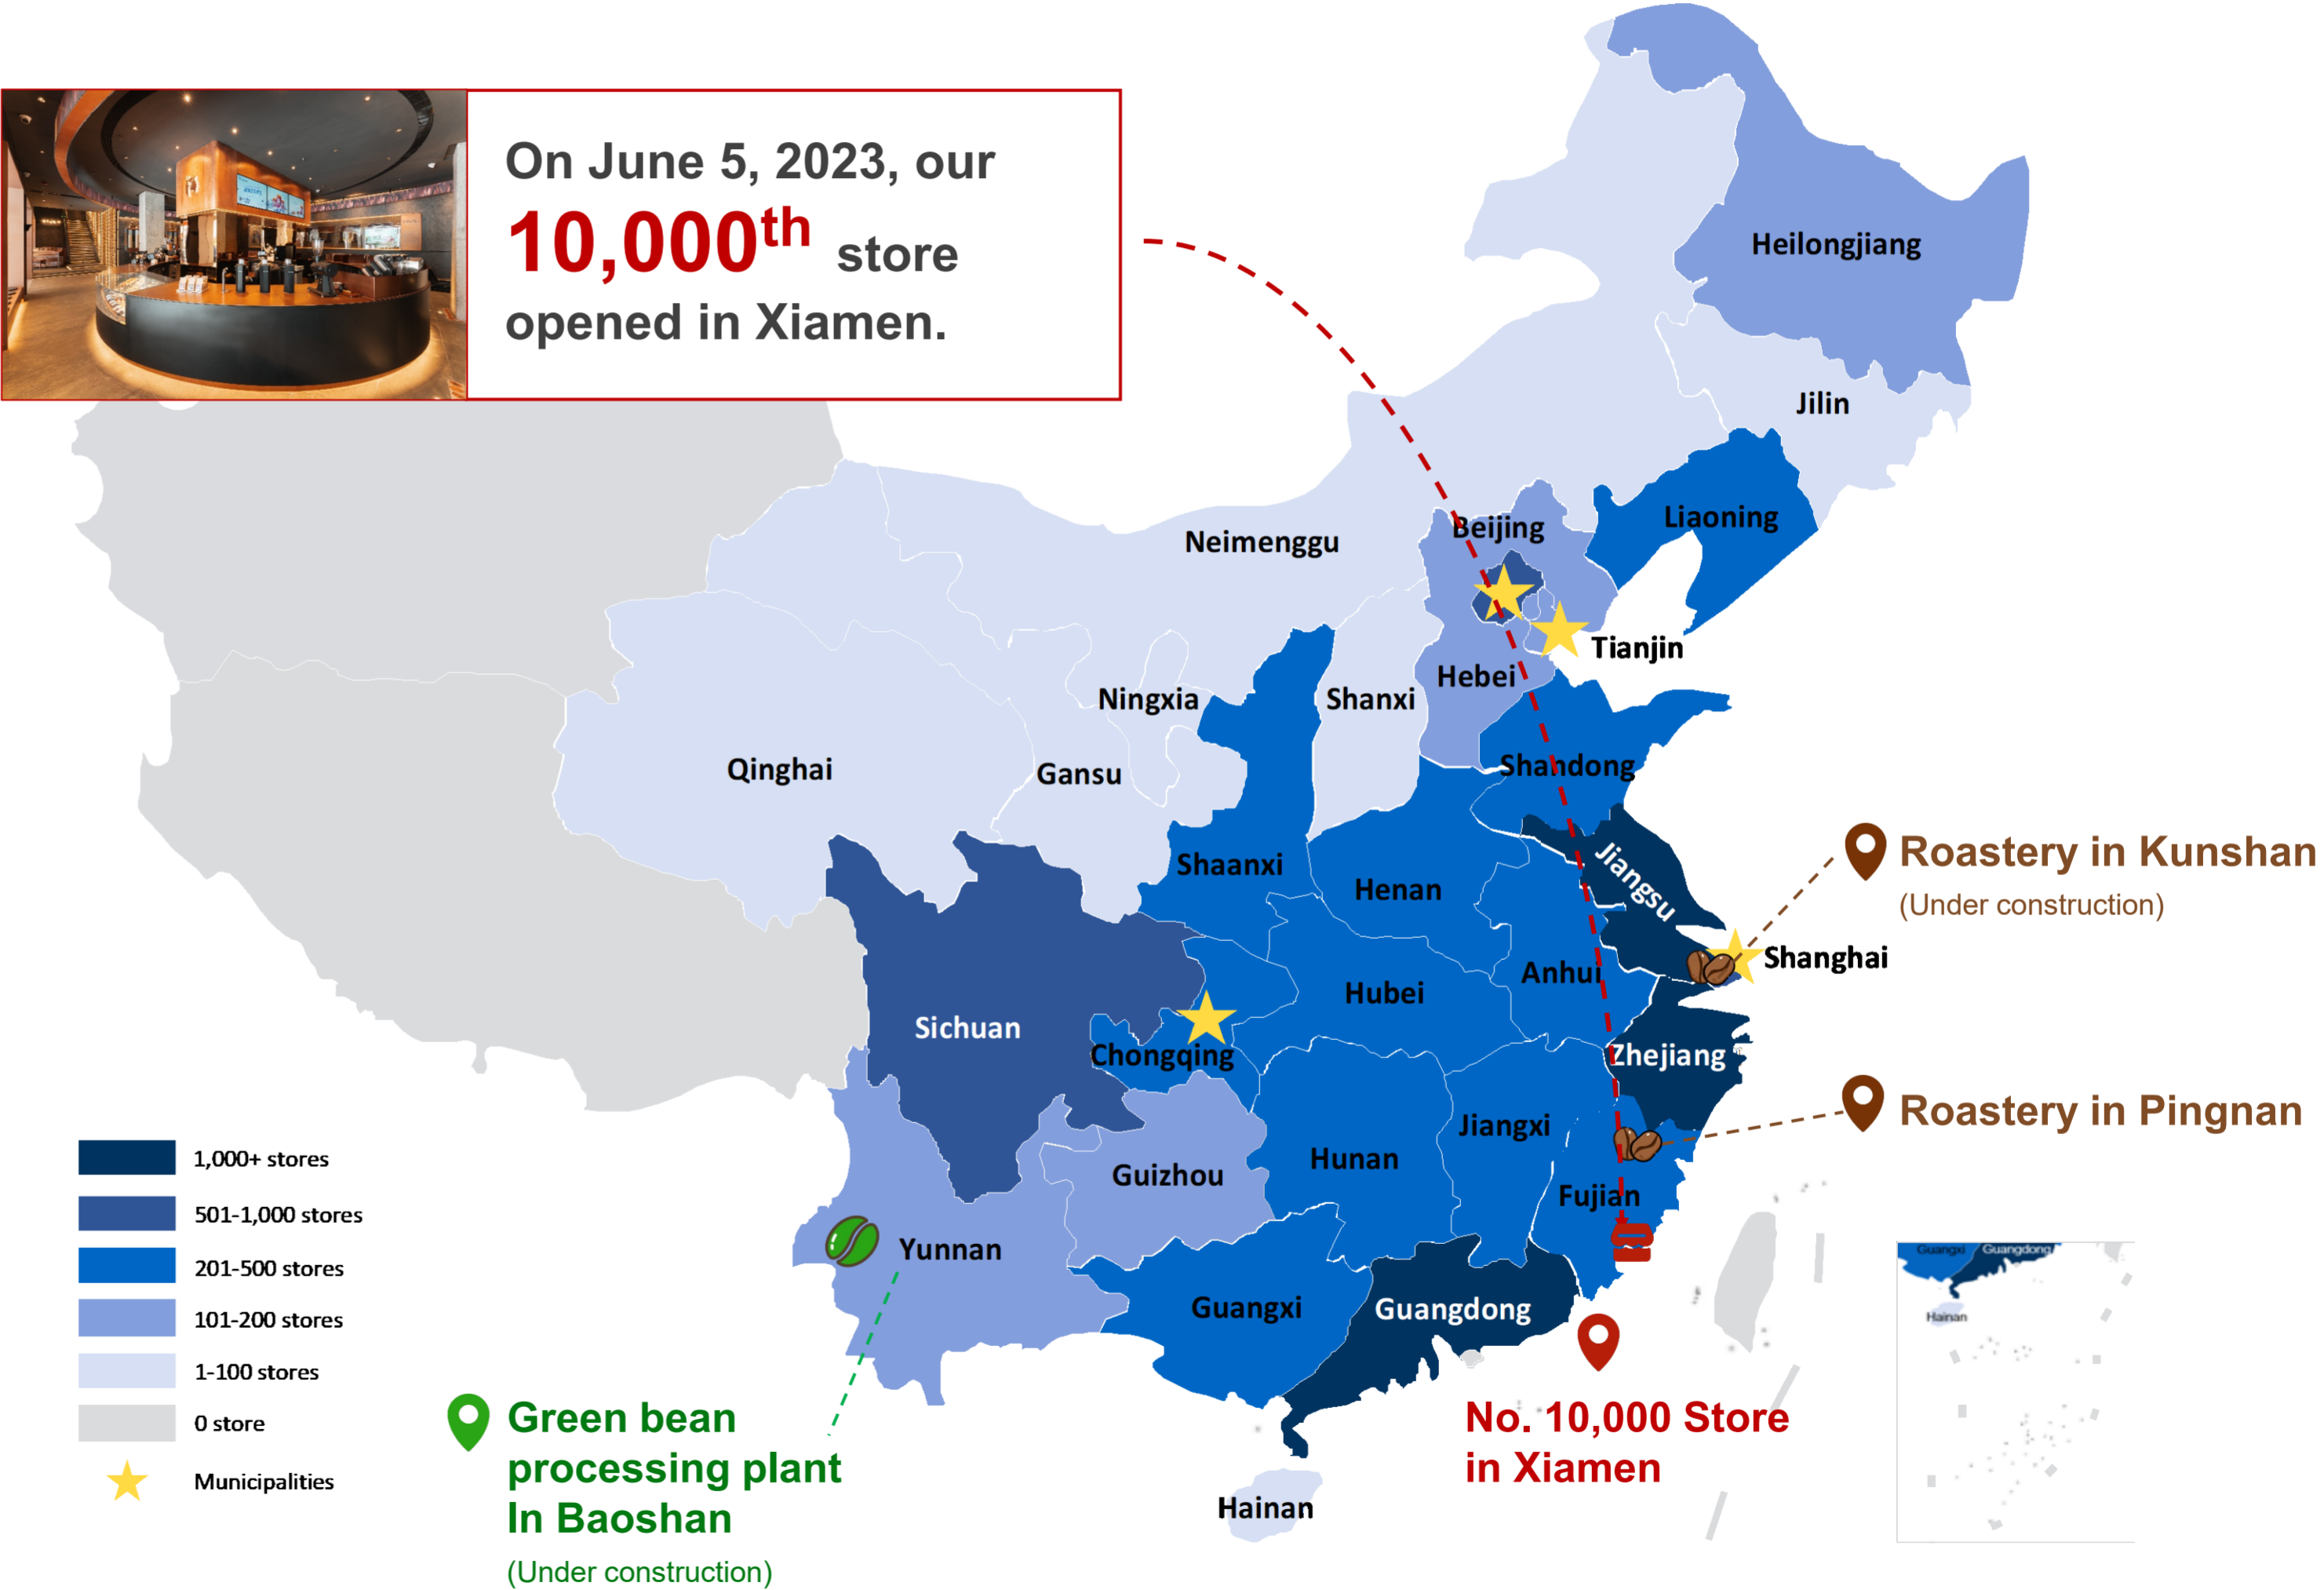 On June 5, 2023, our
10,000th store
opened in Xiamen.
Heilongjiang
Jilin
Liaoning
Beijing
Neimenggu
Tianjin
Hebei
Ningxia
Shanxi
Qinghai
Gansu
Shandong
Shaanxi
Henan
Jiangsu
Roastery in Kunshan
(Under construction)
Shanghai
Anhui
Hubei
Sichuan
Chongqing
Zhejiang
Roastery in Pingnan
Jiangxi
Hunan
Guizhou
Fujian
Yunnan
Guangxi
Guangdong
Hainan
1,000+ stores
501-1,000 stores
201-500 stores
101-200 stores
1-100 stores
0 store
Municipalities
Green bean
processing plant
In Baoshan
(Under construction)
No. 10,000 Store
in Xiamen
Guangxi
Guangdong
Hainan